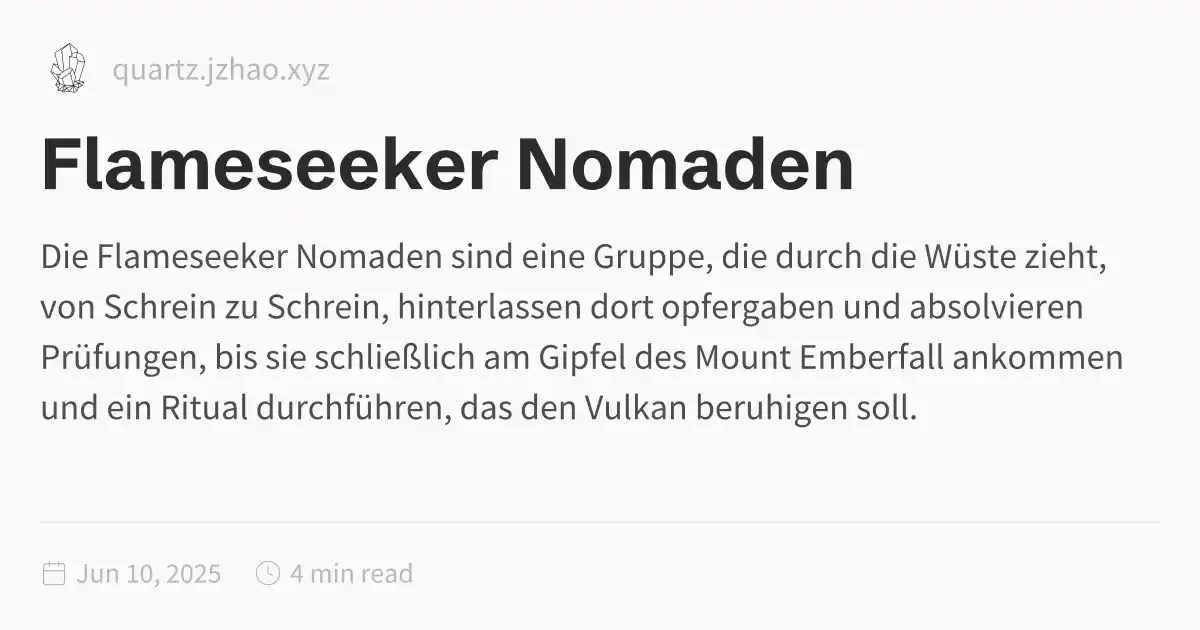 quartz.jzhao.xyz
Flameseeker Nomaden
Die Flameseeker Nomaden sind eine Gruppe, die durch die Wüste zieht,
von Schrein zu Schrein, hinterlassen dort opfergaben und absolvieren
Prüfungen, bis sie schließlich am Gipfel des Mount Emberfall ankommen
und ein Ritual durchführen, das den Vulkan beruhigen soll.
Jun 10, 2025 4 min read